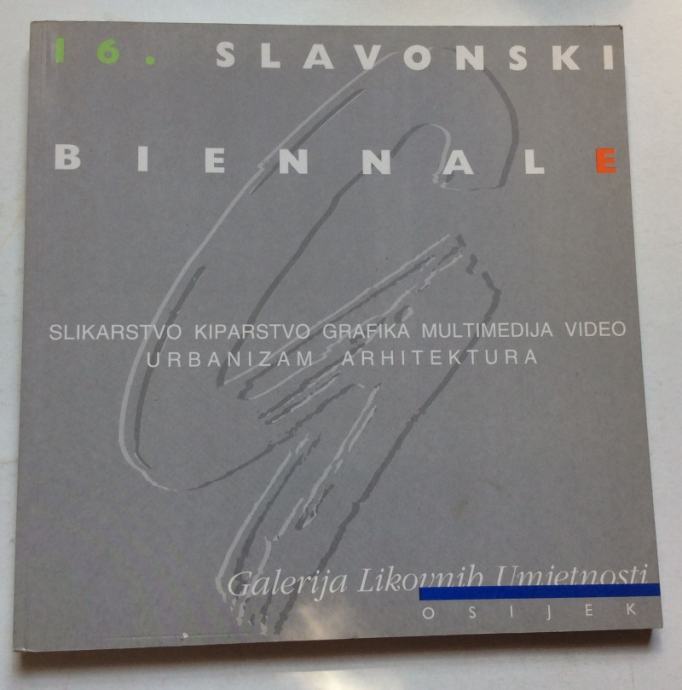 16. SLAVONSKI
BIENNALE
SLIKARSTVO KIPARSTVO GRAFIKA MULTIMEDIJA VIDEO
URBANIZAM ARHITEKTURA
Galerija Likovnih Umjetnosti
OSIJEK